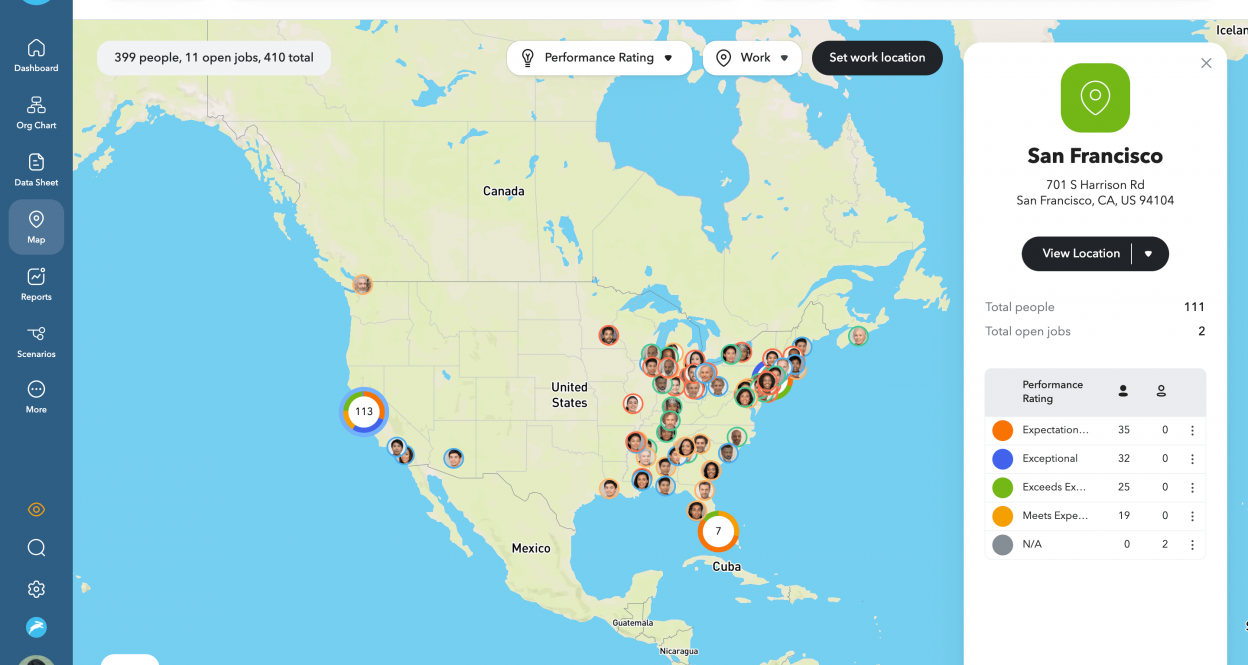 Dashboard
Org Chart
Data Sheet
Map
Reports
Scenarios
More
399 people, 11 open jobs, 410 total
Performance Rating
Work
Set work location
Canada
United
States
Mexico
Cuba
Guatemala
Nicaragua
113
7
San Francisco
701 S Harrison Rd
San Francisco, CA, US 94104
View Location
Total people 111
Total open jobs 2
Performance
Rating
Expectation... 35 0
Exceptional 32 0
Exceeds Ex... 25 0
Meets Expe... 19 0
N/A 0 2